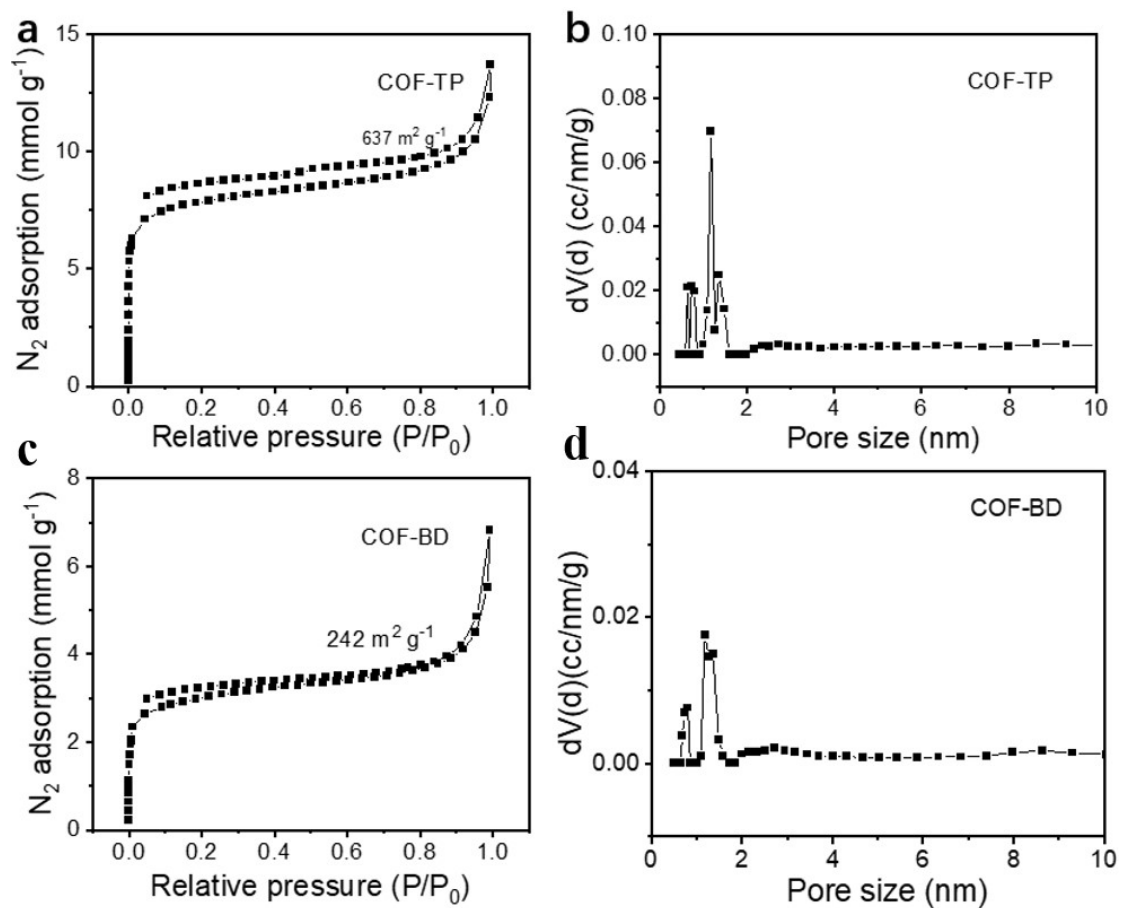 a
N₂ adsorption (mmol g⁻¹)
15
10
5
0
COF-TP
637 m² g⁻¹
0.0 0.2 0.4 0.6 0.8 1.0
Relative pressure (P/P₀)
b
dV(d) (cc/nm/g)
0.10
0.08
0.06
0.04
0.02
0.00
COF-TP
0 2 4 6 8 10
Pore size (nm)
c
N₂ adsorption (mmol g⁻¹)
8
6
4
2
0
COF-BD
242 m² g⁻¹
0.0 0.2 0.4 0.6 0.8 1.0
Relative pressure (P/P₀)
d
dV(d)(cc/nm/g)
0.04
0.02
0.00
COF-BD
0 2 4 6 8 10
Pore size (nm)